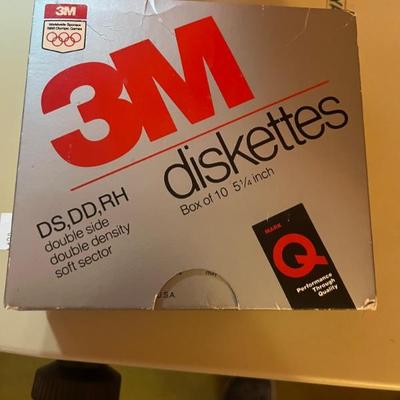 3M
Worldwide Sponsor
1988 Olympic Games
3M
diskettes
Box of 10 5¼ inch
DS,DD,RH
double side
double density
soft sector
MARK
Q
Performance
Through
Quality
U.S.A.